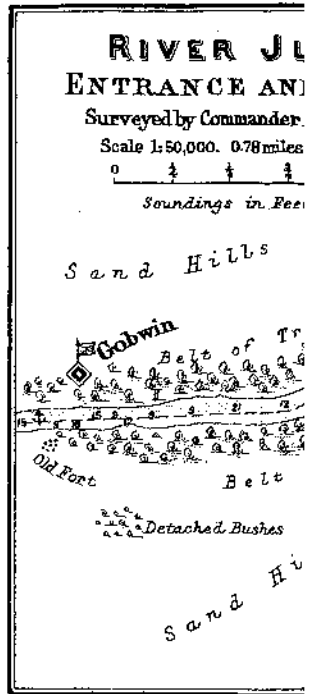 RIVER JU
ENTRANCE AND
Surveyed by Commander.
Scale 1:50,000. 0.78 miles
0 ¼ ½ ¾
Soundings in Fee
Sand Hills
Gobwin
Belt of Tr
Old Fort
Belt
Detached Bushes
Sand Hi